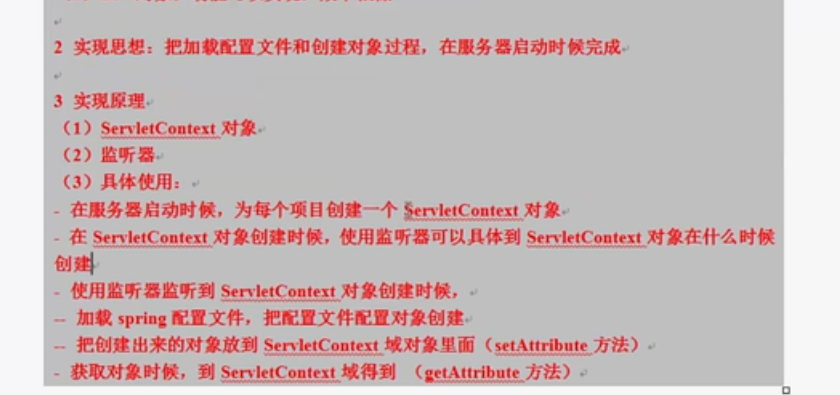 2 实现思想：把加载配置文件和创建对象过程，在服务器启动时候完成
3 实现原理
（1）ServletContext 对象
（2）监听器
（3）具体使用：
- 在服务器启动时候，为每个项目创建一个 ServletContext 对象
- 在 ServletContext 对象创建时候，使用监听器可以具体到 ServletContext 对象在什么时候
创建
- 使用监听器监听到 ServletContext 对象创建时候，
-- 加载 spring 配置文件，把配置文件配置对象创建
-- 把创建出来的对象放到 ServletContext 域对象里面（setAttribute 方法）
- 获取对象时候，到 ServletContext 域得到 （getAttribute 方法）